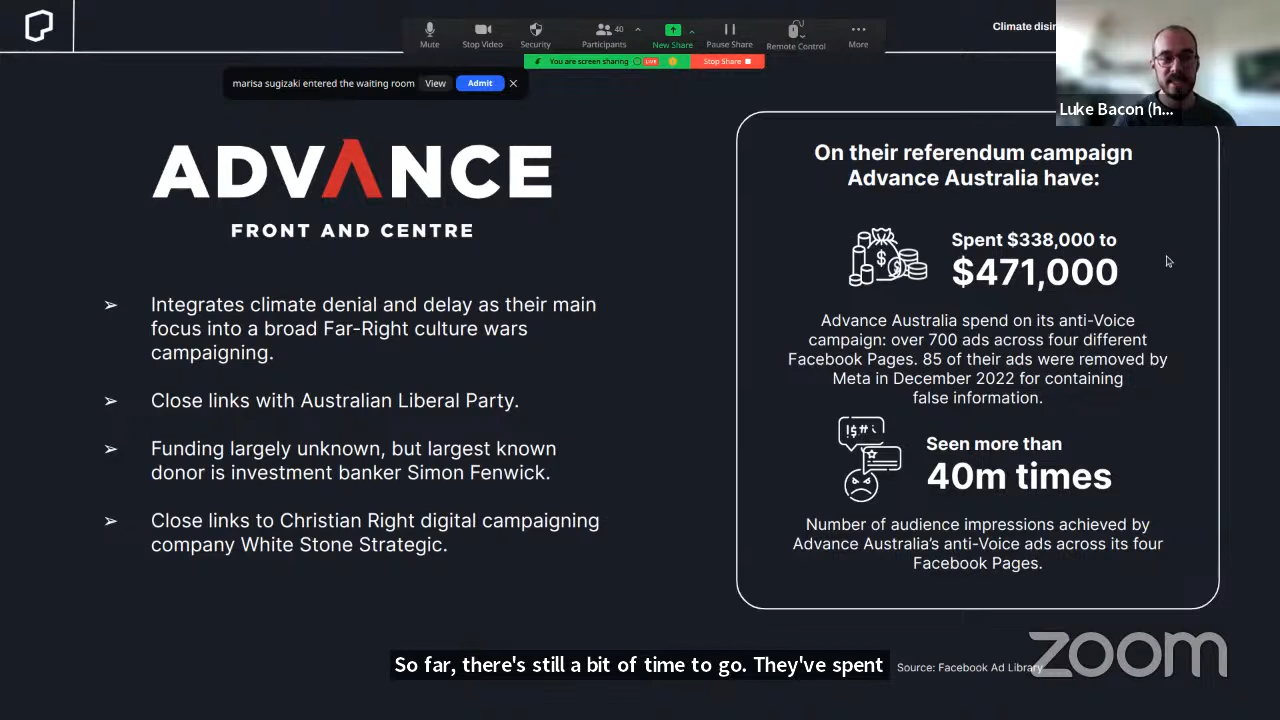 Climate disin
Mute
Stop Video
Security
Participants
40
New Share
Pause Share
Remote Control
More
You are screen sharing
LIVE
Stop Share
marisa sugizaki entered the waiting room
View
Admit
Luke Bacon (h...
ADVANCE
FRONT AND CENTRE
➢ Integrates climate denial and delay as their main
focus into a broad Far-Right culture wars
campaigning.
➢ Close links with Australian Liberal Party.
➢ Funding largely unknown, but largest known
donor is investment banker Simon Fenwick.
➢ Close links to Christian Right digital campaigning
company White Stone Strategic.
On their referendum campaign
Advance Australia have:
Spent $338,000 to
$471,000
Advance Australia spend on its anti-Voice
campaign: over 700 ads across four different
Facebook Pages. 85 of their ads were removed by
Meta in December 2022 for containing
false information.
Seen more than
40m times
Number of audience impressions achieved by
Advance Australia's anti-Voice ads across its four
Facebook Pages.
So far, there's still a bit of time to go. They've spent
Source: Facebook Ad Library
zoom